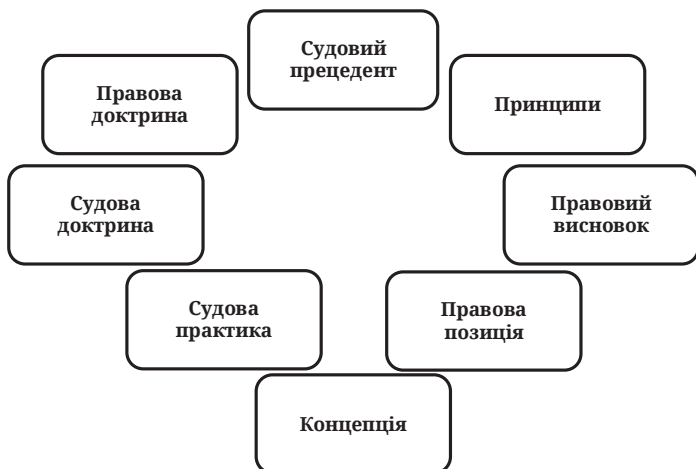 Судовий
прецедент
Правова
доктрина
Принципи
Судова
доктрина
Правовий
висновок
Судова
практика
Правова
позиція
Концепція